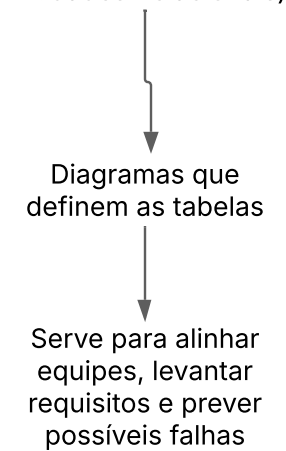 Diagramas que
definem as tabelas
Serve para alinhar
equipes, levantar
requisitos e prever
possíveis falhas